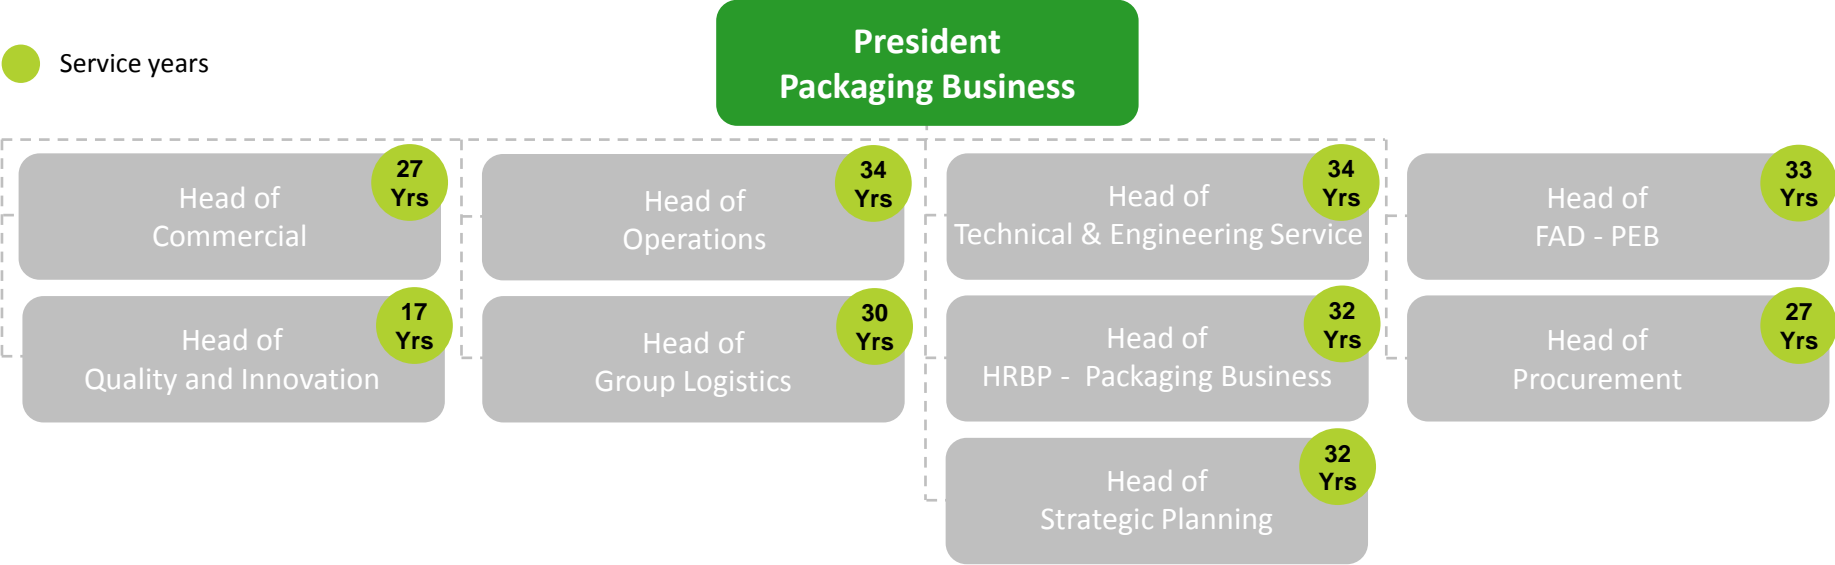 Service years
President
Packaging Business
27
Yrs
Head of
Commercial
34
Yrs
Head of
Operations
34
Yrs
Head of
Technical & Engineering Service
33
Yrs
Head of
FAD - PEB
17
Yrs
Head of
Quality and Innovation
30
Yrs
Head of
Group Logistics
32
Yrs
Head of
HRBP -  Packaging Business
27
Yrs
Head of
Procurement
32
Yrs
Head of
Strategic Planning